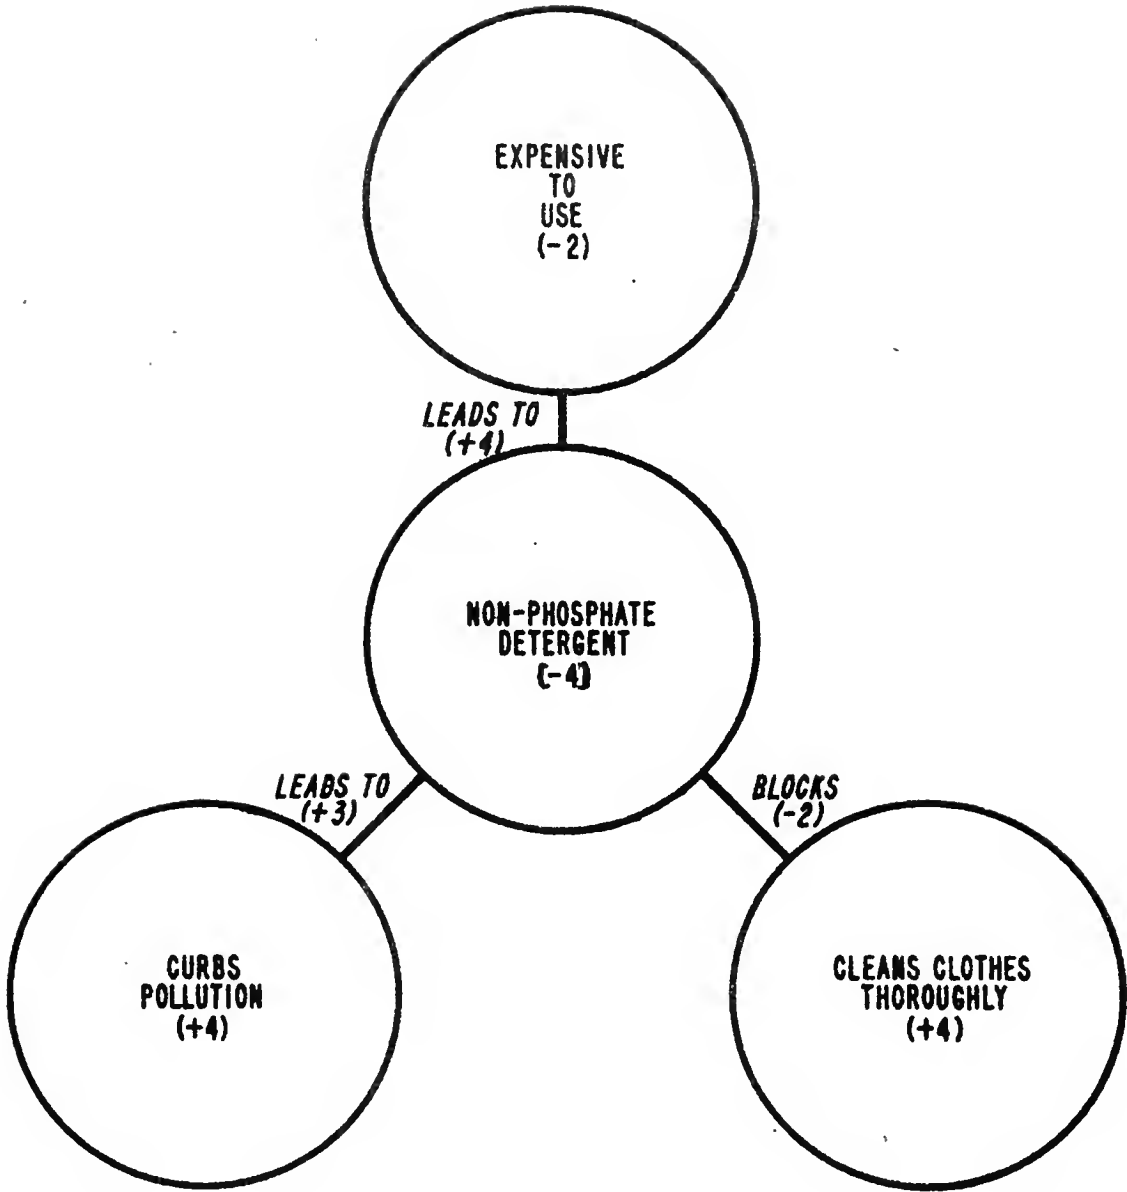 EXPENSIVE
TO
USE
(-2)
LEADS TO
(+4)
NON-PHOSPHATE
DETERGENT
[-4]
LEADS TO
(+3)
BLOCKS
(-2)
CURBS
POLLUTION
(+4)
CLEANS CLOTHES
THOROUGHLY
(+4)